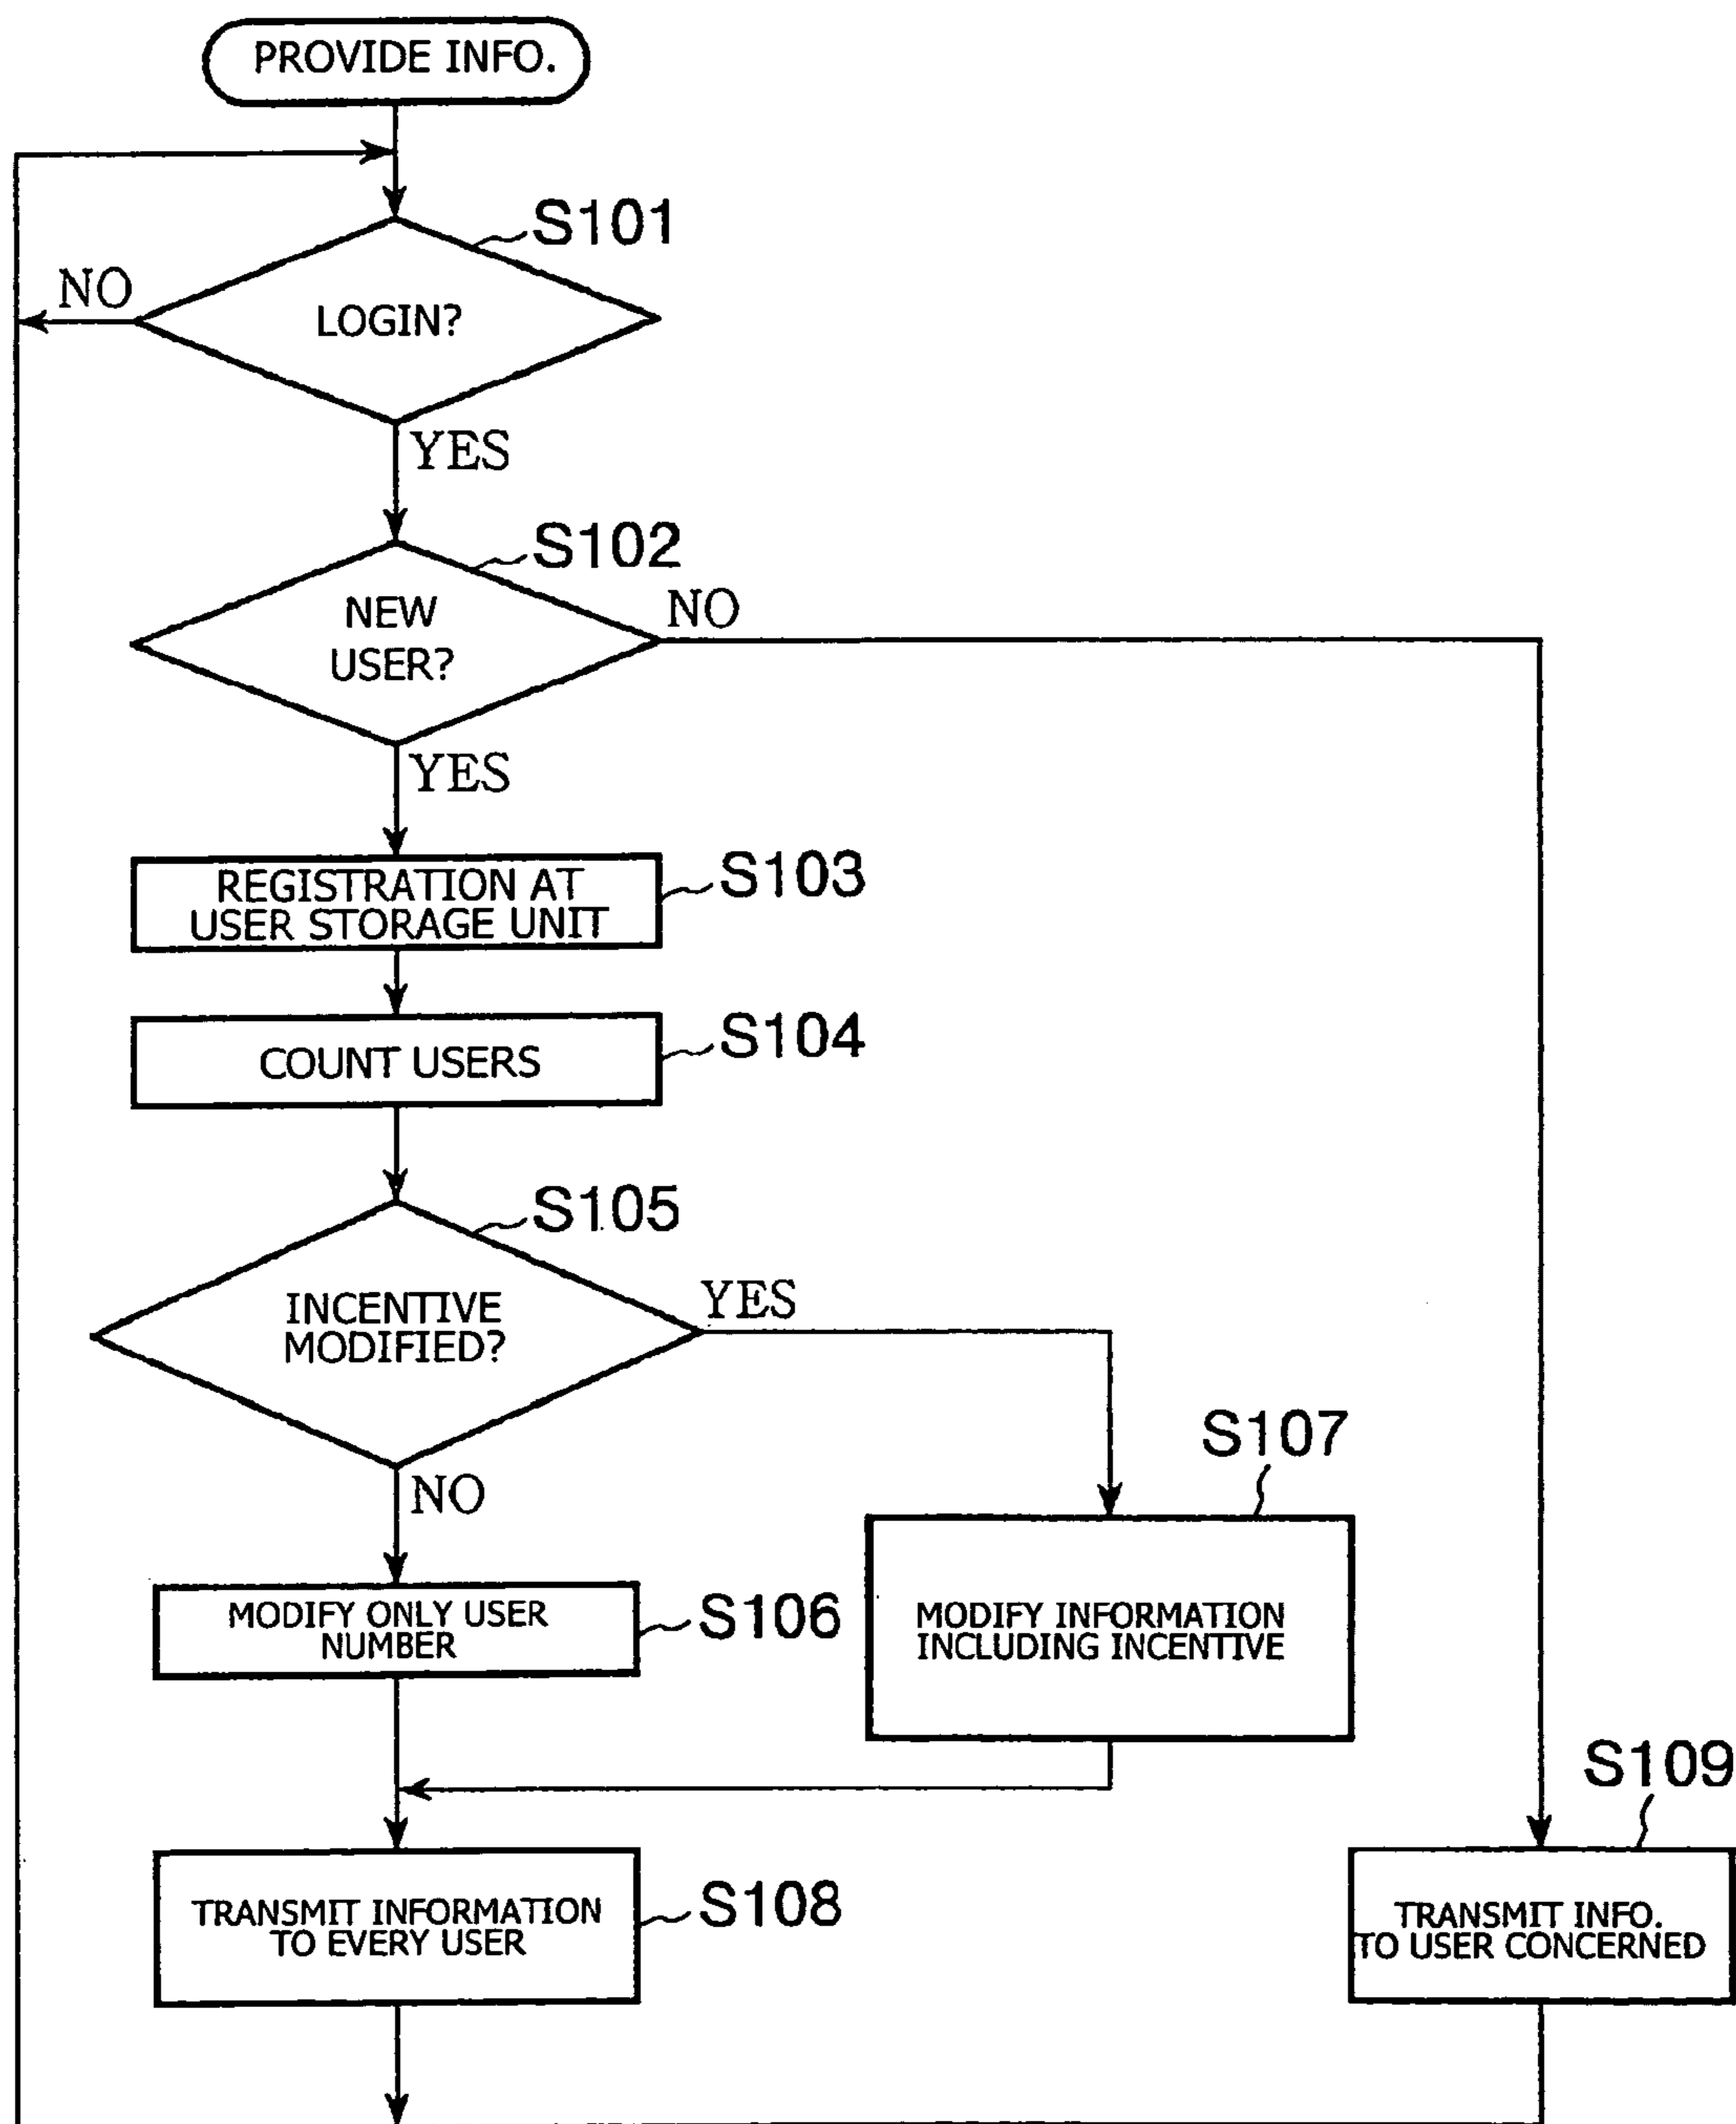 PROVIDE INFO.
S101
NO
LOGIN?
YES
S102
NO
NEW
USER?
YES
S103
REGISTRATION AT
USER STORAGE UNIT
S104
COUNT USERS
S105
YES
INCENTIVE
MODIFIED?
S107
NO
MODIFY ONLY USER
NUMBER
S106
MODIFY INFORMATION
INCLUDING INCENTIVE
S109
TRANSMIT INFORMATION
TO EVERY USER
S108
TRANSMIT INFO.
TO USER CONCERNED